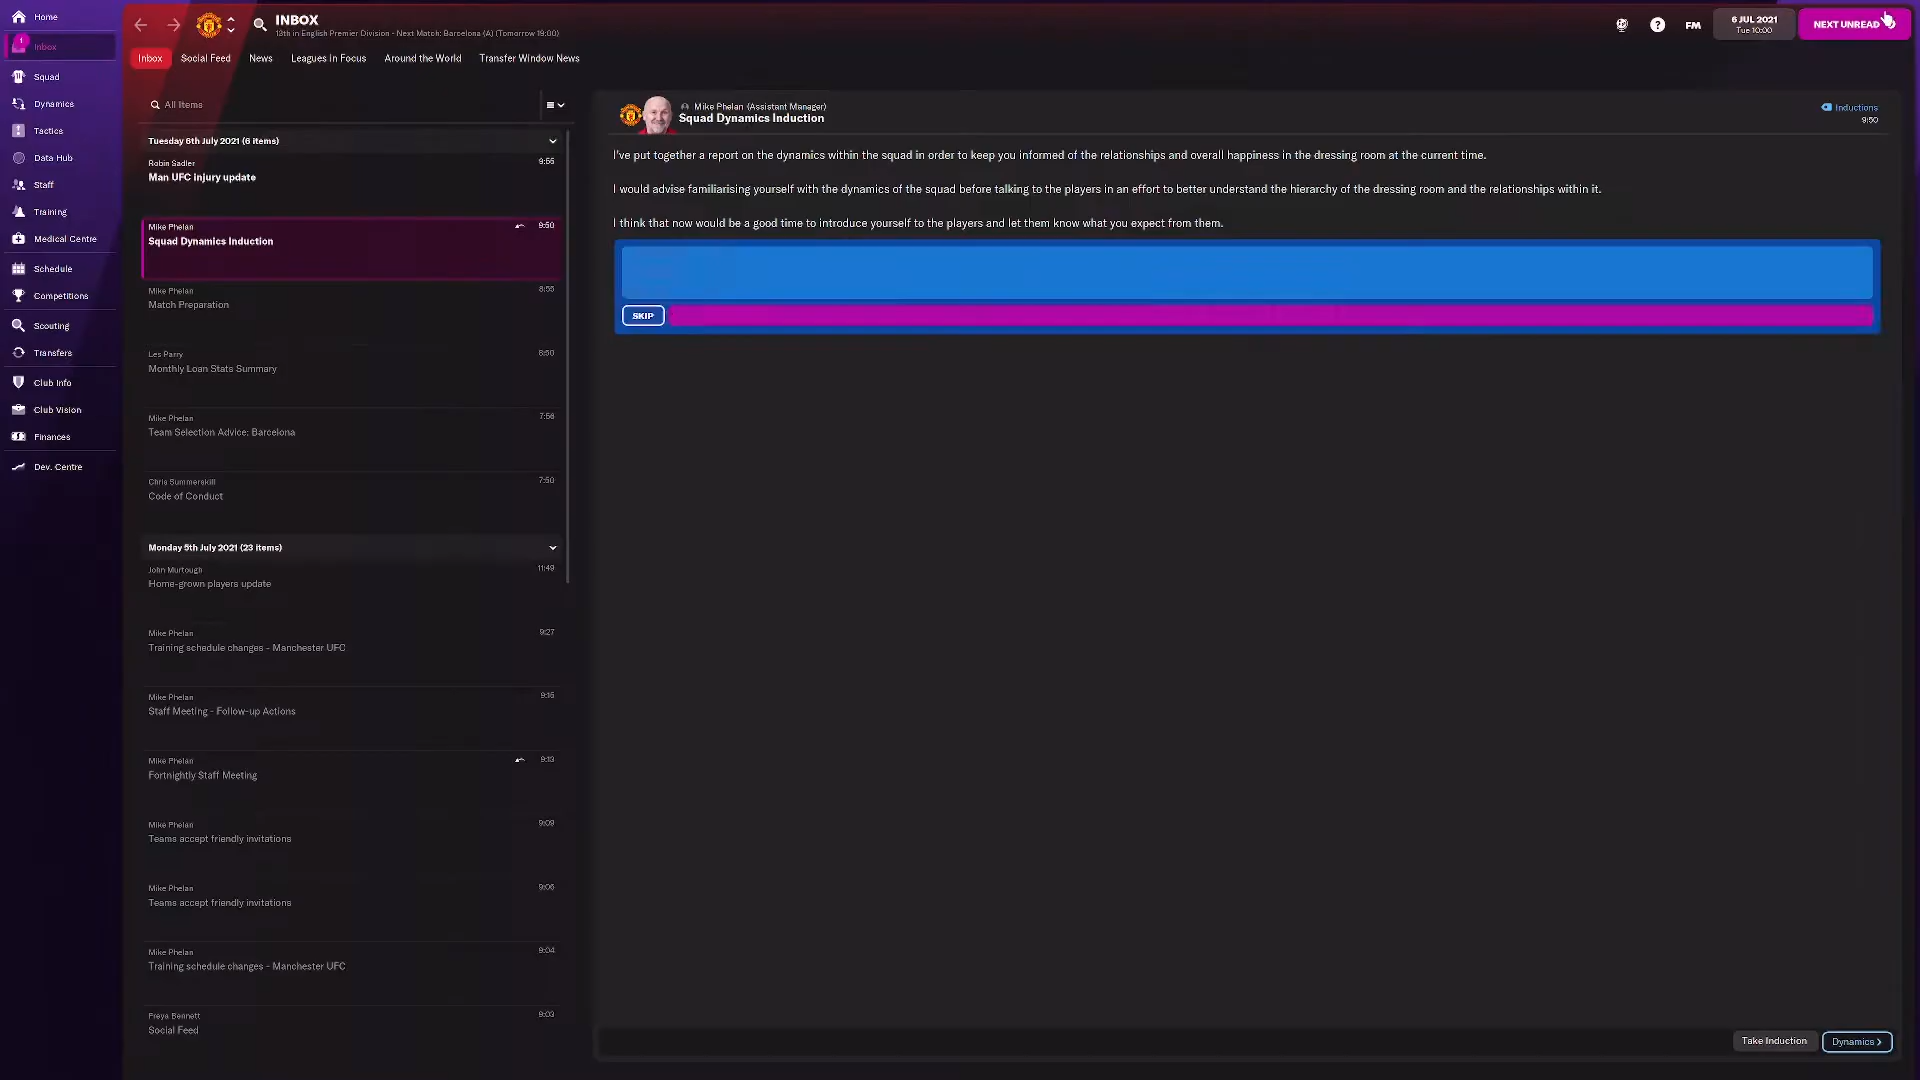 Home
Inbox
1
Squad
Dynamics
Tactics
Data Hub
Staff
Training
Medical Centre
Schedule
Competitions
Scouting
Transfers
Club Info
Club Vision
Finances
Dev. Centre
INBOX
13th in English Premier Division - Next Match: Barcelona (A) (Tomorrow 19:00)
?
FM
6 JUL 2021
Tue 10:00
NEXT UNREAD
Inbox
Social Feed
News
Leagues in Focus
Around the World
Transfer Window News
All Items
Tuesday 6th July 2021 (6 items)
Robin Sadler 9:55
Man UFC injury update
Mike Phelan 9:50
Squad Dynamics Induction
Mike Phelan 8:55
Match Preparation
Les Parry 8:50
Monthly Loan Stats Summary
Mike Phelan 7:56
Team Selection Advice: Barcelona
Chris Summerskill 7:50
Code of Conduct
Monday 5th July 2021 (23 items)
John Murtough 11:49
Home-grown players update
Mike Phelan 9:27
Training schedule changes - Manchester UFC
Mike Phelan 9:16
Staff Meeting - Follow-up Actions
Mike Phelan 9:13
Fortnightly Staff Meeting
Mike Phelan 9:09
Teams accept friendly invitations
Mike Phelan 9:06
Teams accept friendly invitations
Mike Phelan 9:04
Training schedule changes - Manchester UFC
Freya Bennett 9:03
Social Feed
Mike Phelan (Assistant Manager)
Squad Dynamics Induction
Inductions
9:50
I've put together a report on the dynamics within the squad in order to keep you informed of the relationships and overall happiness in the dressing room at the current time.
I would advise familiarising yourself with the dynamics of the squad before talking to the players in an effort to better understand the hierarchy of the dressing room and the relationships within it.
I think that now would be a good time to introduce yourself to the players and let them know what you expect from them.
SKIP
Take Induction
Dynamics >